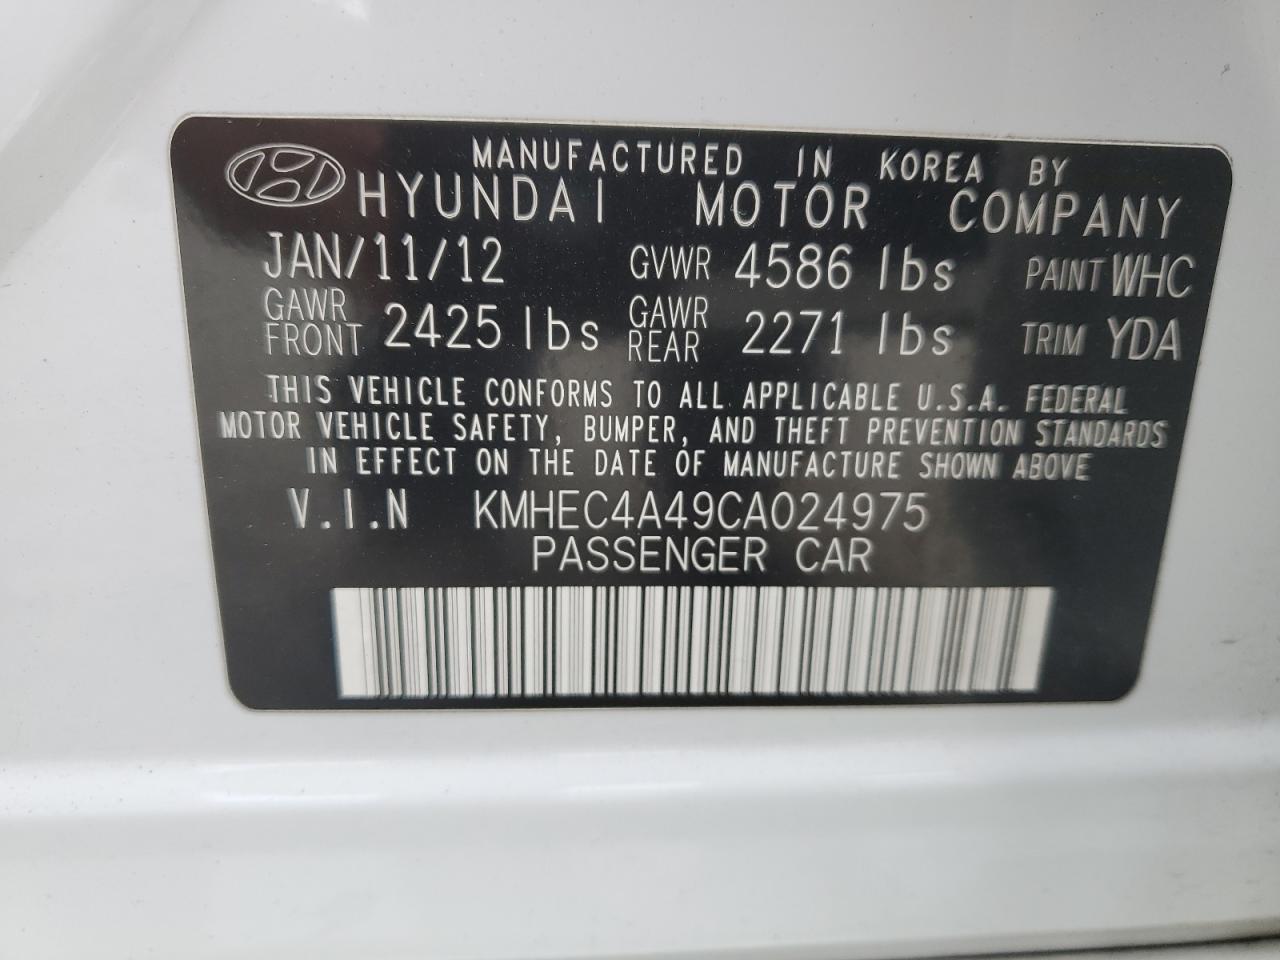 MANUFACTURED IN KOREA BY
HYUNDAI MOTOR COMPANY
JAN/11/12 GVWR 4586 lbs PAINT WHC
GAWR FRONT 2425 lbs GAWR REAR 2271 lbs TRIM YDA
THIS VEHICLE CONFORMS TO ALL APPLICABLE U.S.A. FEDERAL
MOTOR VEHICLE SAFETY, BUMPER, AND THEFT PREVENTION STANDARDS
IN EFFECT ON THE DATE OF MANUFACTURE SHOWN ABOVE
V.I.N KMHEC4A49CA024975
PASSENGER CAR